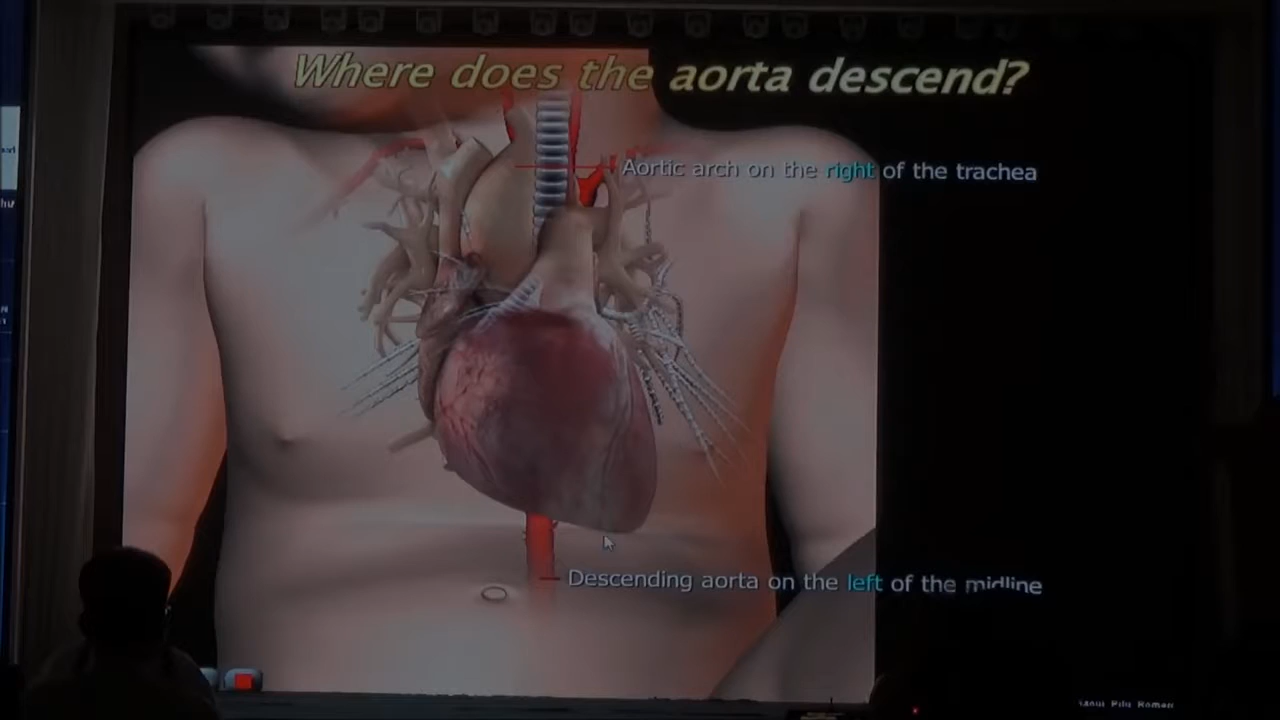 Where does the aorta descend?
Aortic arch on the right of the trachea
Descending aorta on the left of the midline